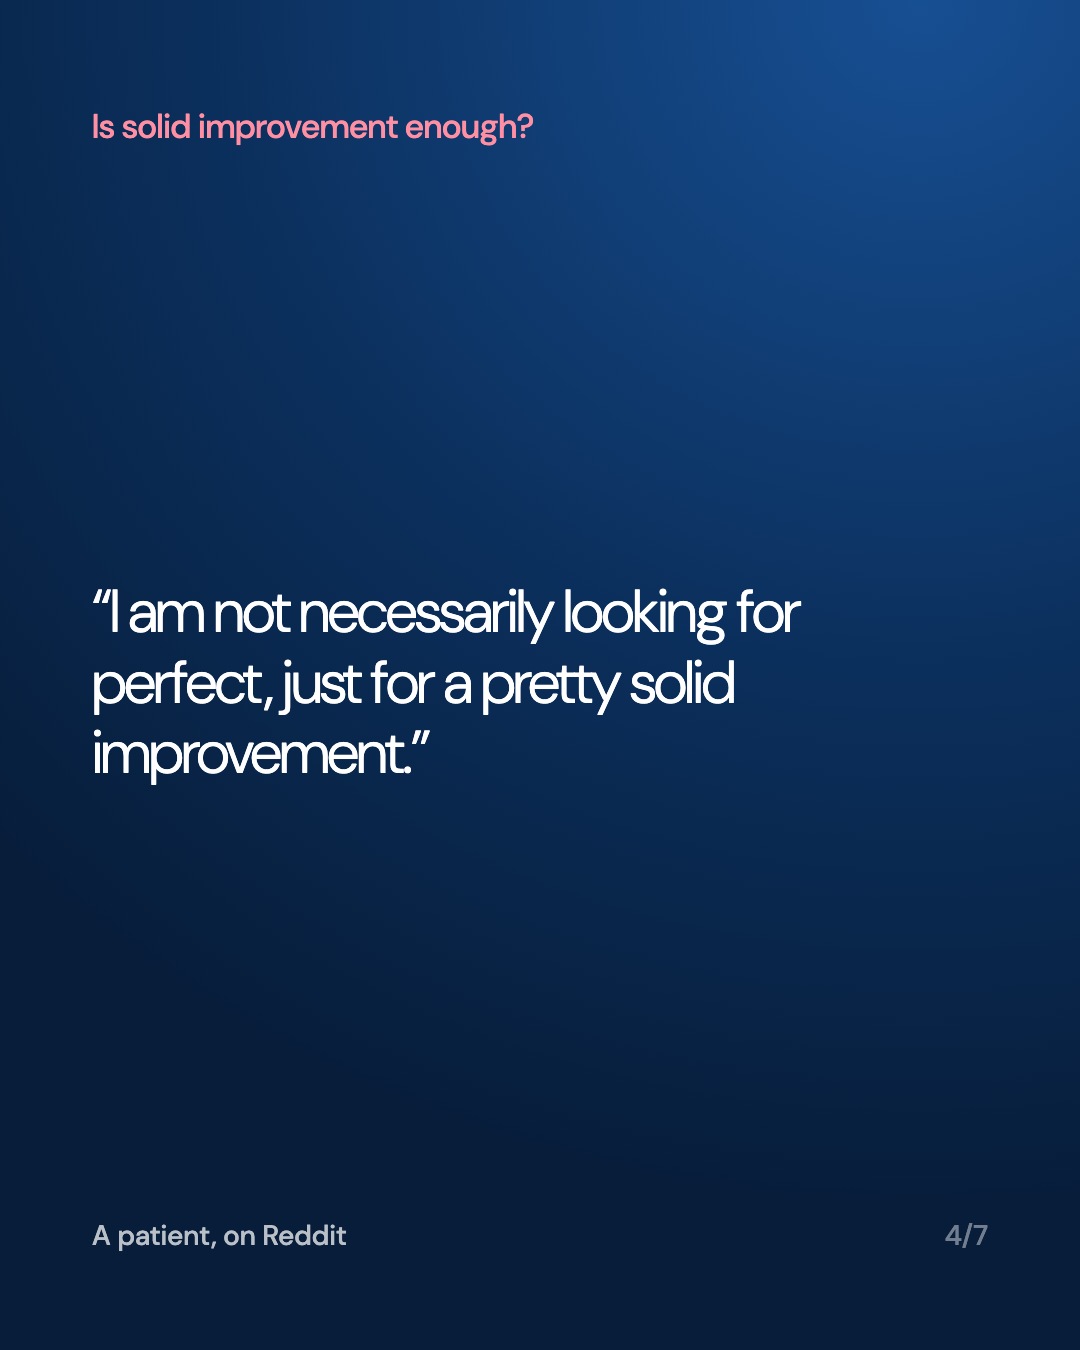 Is solid improvement enough?
“I am not necessarily looking for
perfect, just for a pretty solid
improvement.”
A patient, on Reddit
4/7